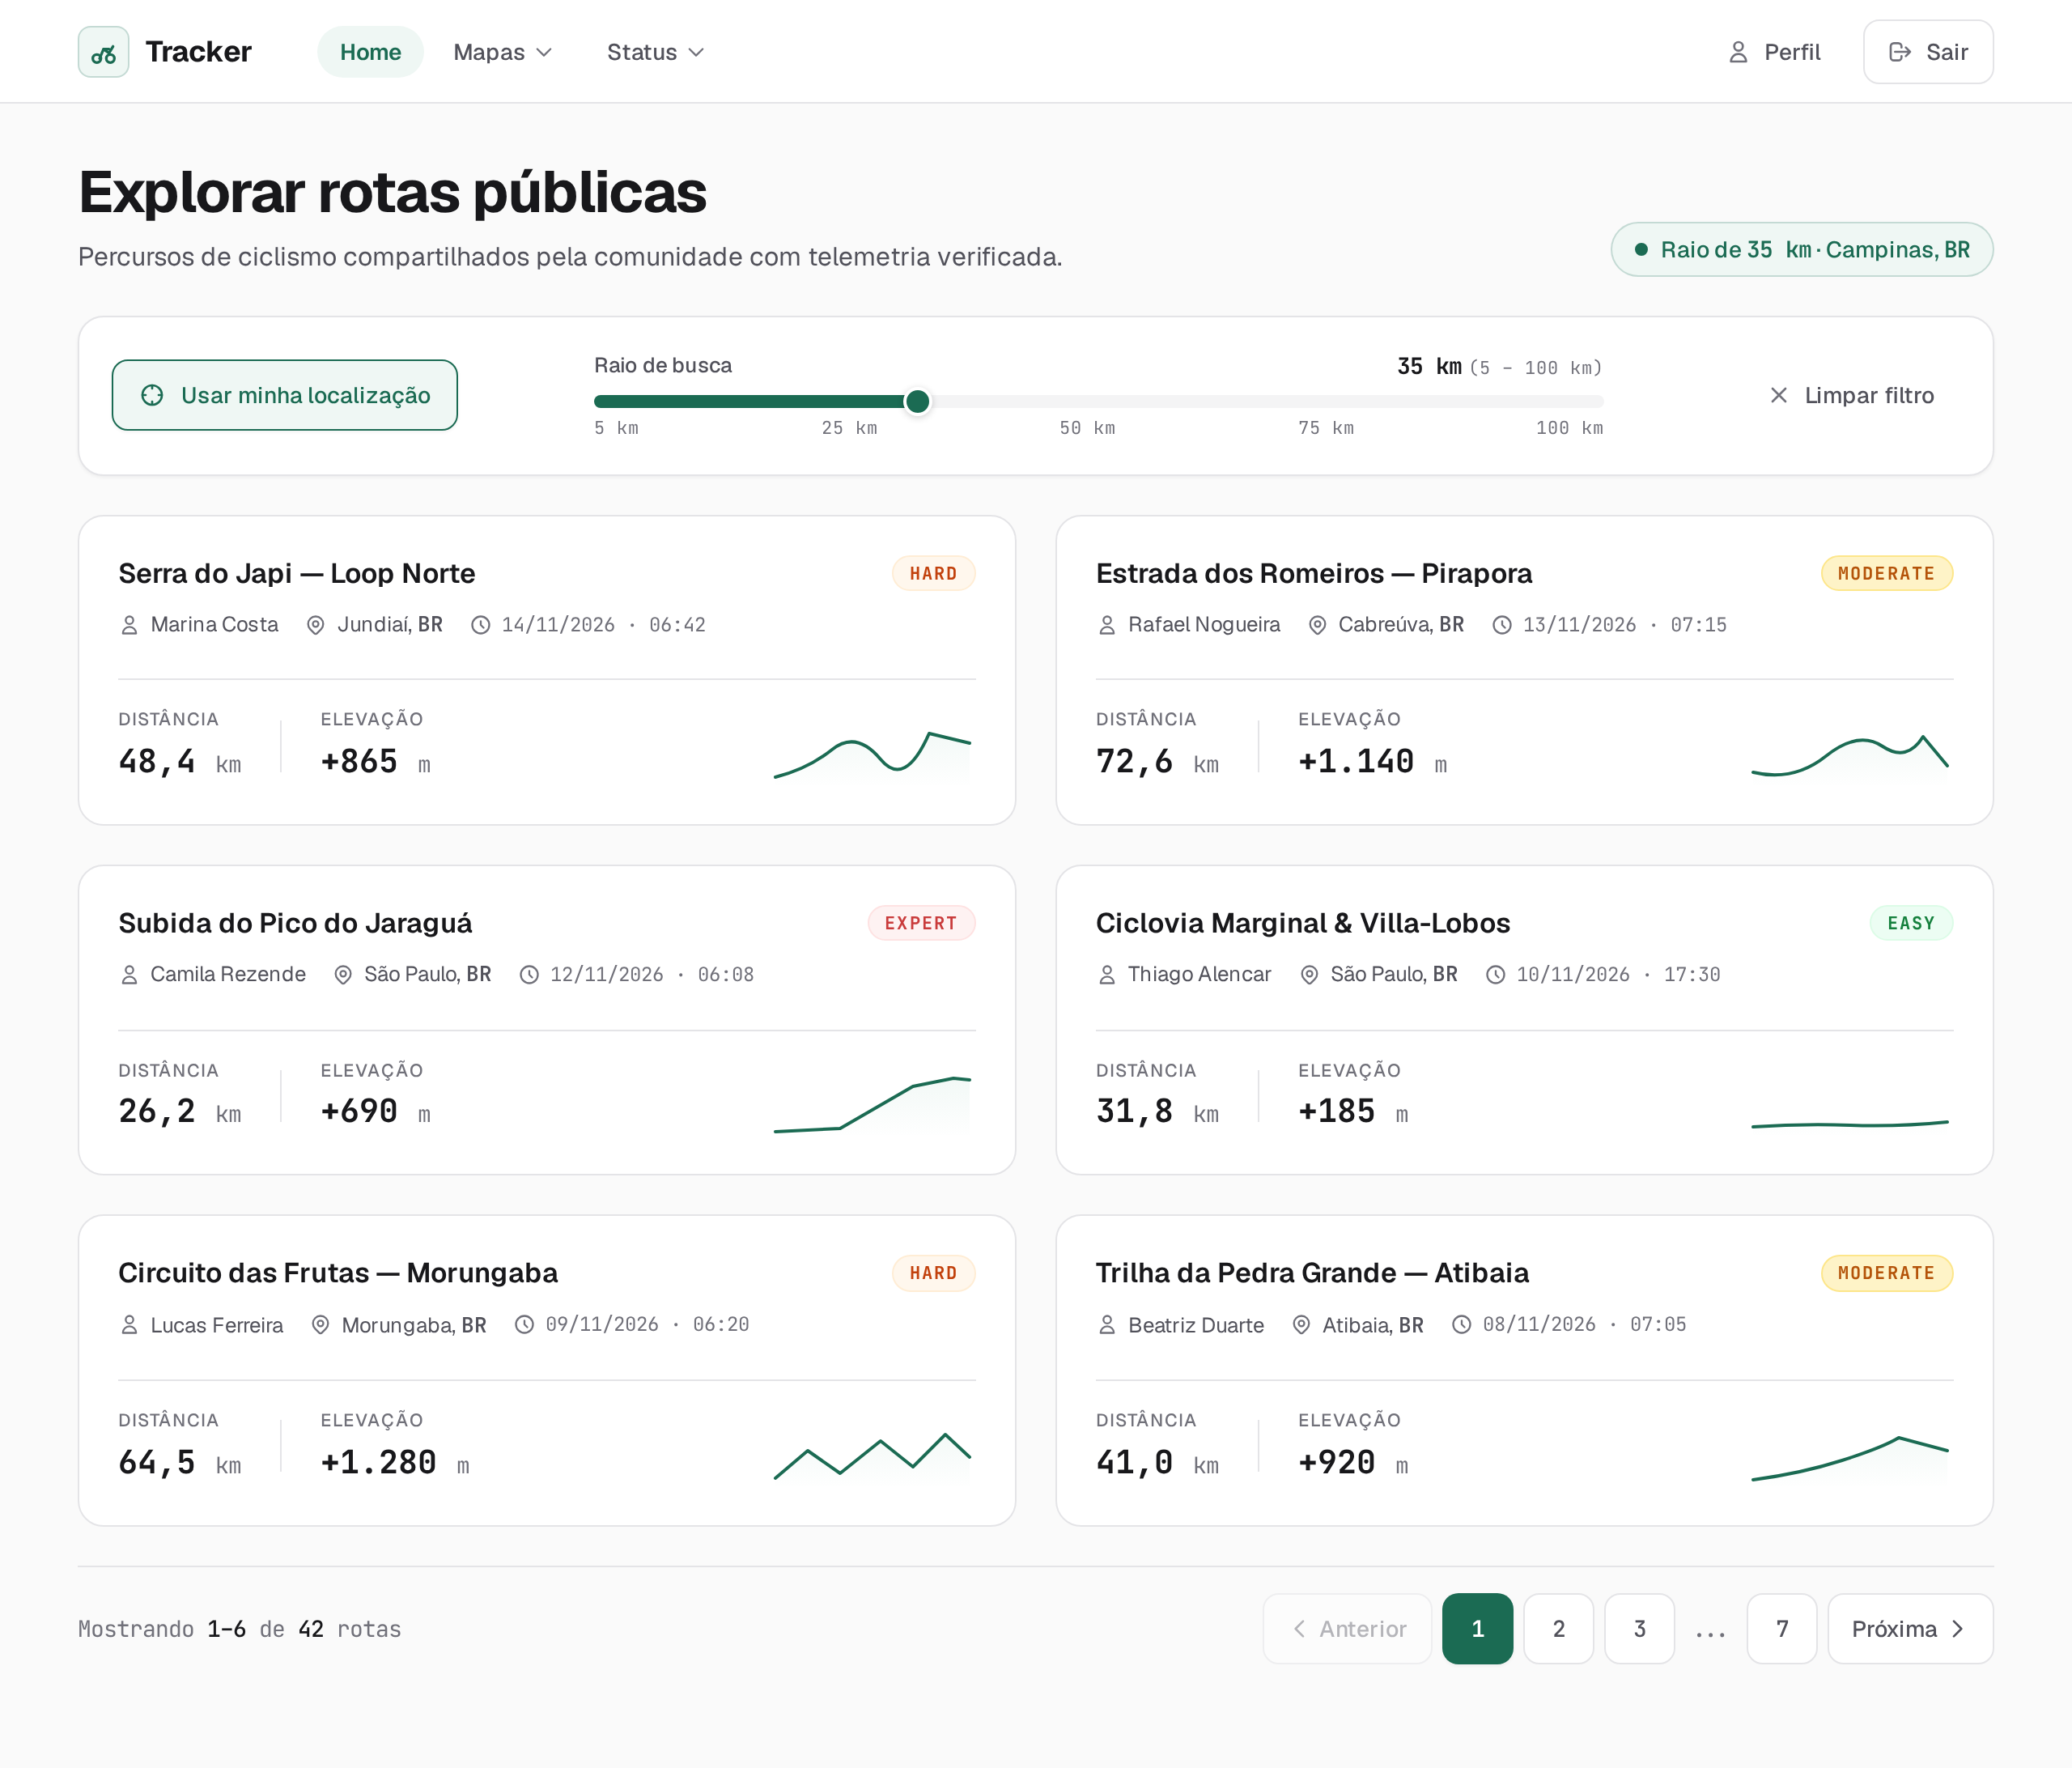 Tracker
Home
Mapas
Status
Perfil
Sair
Explorar rotas públicas
Percursos de ciclismo compartilhados pela comunidade com telemetria verificada.
Raio de 35 km · Campinas, BR
Usar minha localização
Raio de busca
35 km (5 – 100 km)
5 km 25 km 50 km 75 km 100 km
Limpar filtro
Serra do Japi — Loop Norte
HARD
Marina Costa Jundiaí, BR 14/11/2026 · 06:42
DISTÂNCIA
48,4 km
ELEVAÇÃO
+865 m
Estrada dos Romeiros — Pirapora
MODERATE
Rafael Nogueira Cabreúva, BR 13/11/2026 · 07:15
DISTÂNCIA
72,6 km
ELEVAÇÃO
+1.140 m
Subida do Pico do Jaraguá
EXPERT
Camila Rezende São Paulo, BR 12/11/2026 · 06:08
DISTÂNCIA
26,2 km
ELEVAÇÃO
+690 m
Ciclovia Marginal & Villa-Lobos
EASY
Thiago Alencar São Paulo, BR 10/11/2026 · 17:30
DISTÂNCIA
31,8 km
ELEVAÇÃO
+185 m
Circuito das Frutas — Morungaba
HARD
Lucas Ferreira Morungaba, BR 09/11/2026 · 06:20
DISTÂNCIA
64,5 km
ELEVAÇÃO
+1.280 m
Trilha da Pedra Grande — Atibaia
MODERATE
Beatriz Duarte Atibaia, BR 08/11/2026 · 07:05
DISTÂNCIA
41,0 km
ELEVAÇÃO
+920 m
Mostrando 1–6 de 42 rotas
Anterior 1 2 3 ... 7 Próxima